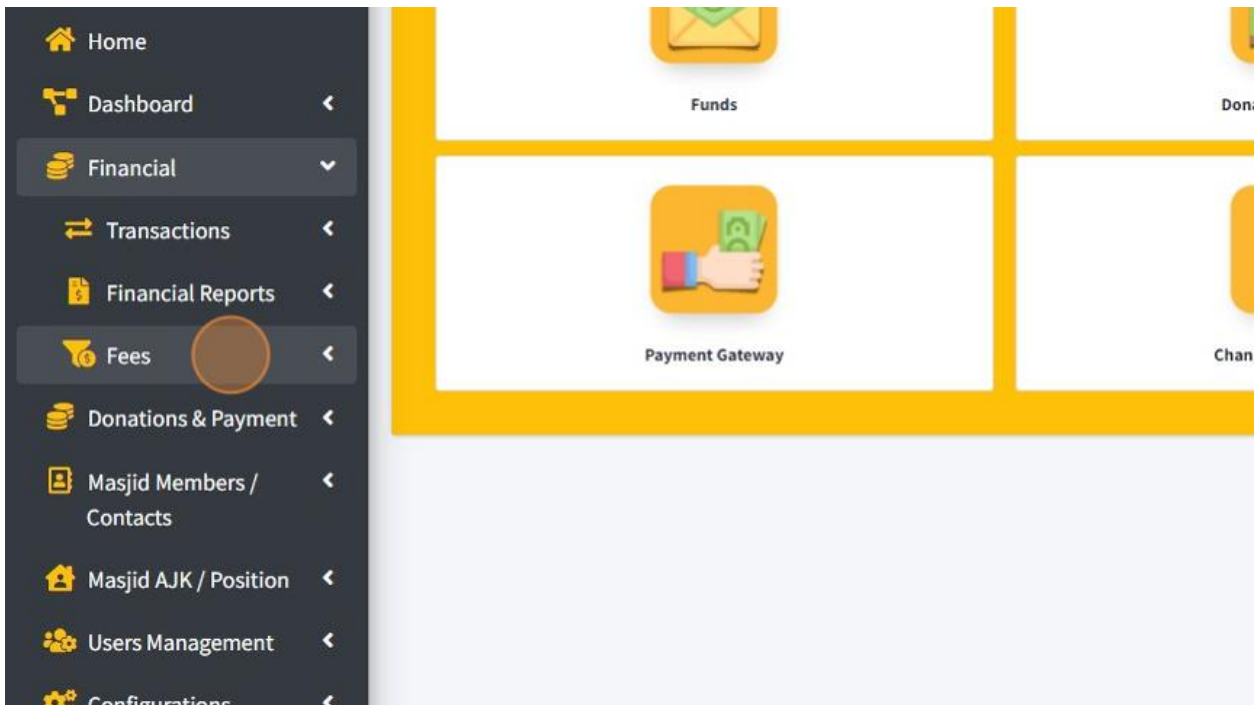 Home
Dashboard
Financial
Transactions
Financial Reports
Fees
Donations & Payment
Masjid Members /
Contacts
Masjid AJK / Position
Users Management
Configurations
Funds
Payment Gateway